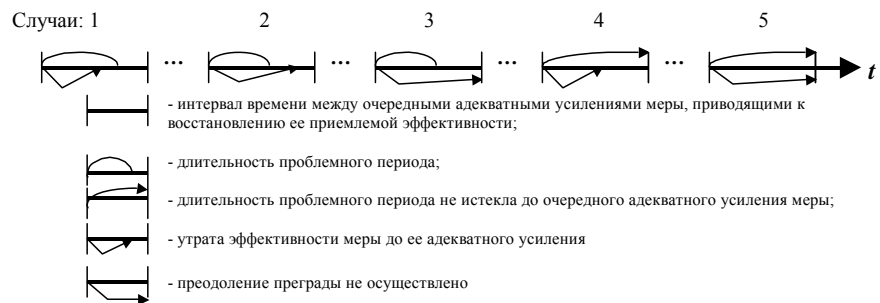 Случаи: 1 2 3 4 5
... ... ... ... t
- интервал времени между очередными адекватными усилениями меры, приводящими к
восстановлению ее приемлемой эффективности;
- длительность проблемного периода;
- длительность проблемного периода не истекла до очередного адекватного усиления меры;
- утрата эффективности меры до ее адекватного усиления
- преодоление преграды не осуществлено